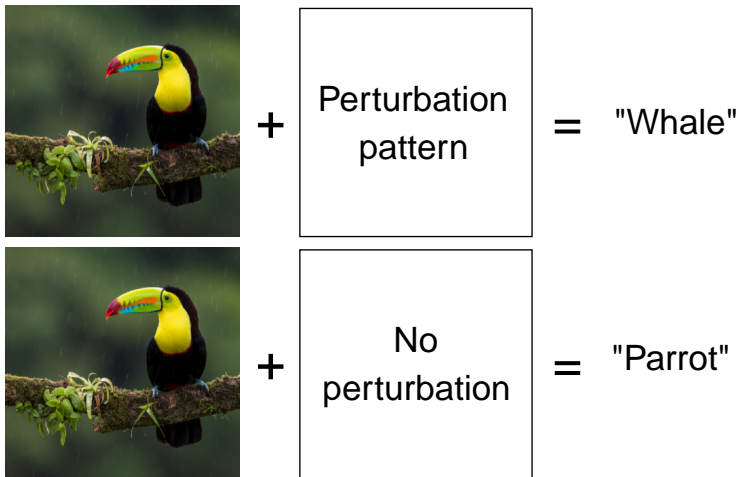 Perturbation
pattern
+
=
"Whale"
No
perturbation
+
=
"Parrot"